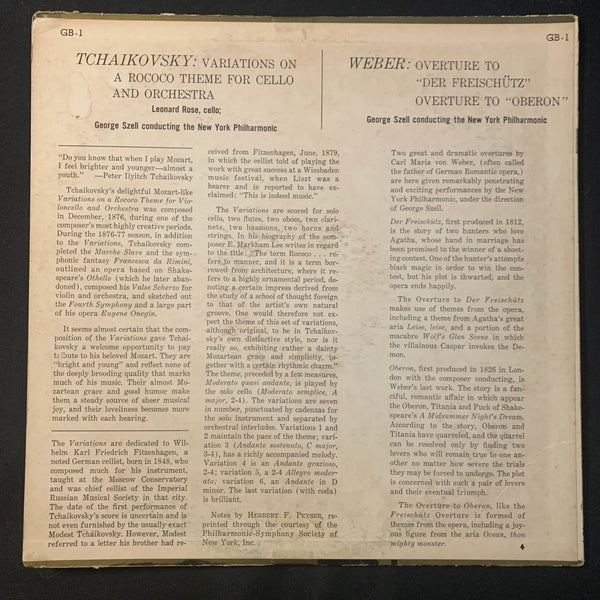 GB-1
GB-1
TCHAIKOVSKY: VARIATIONS ON
A ROCOCO THEME FOR CELLO
AND ORCHESTRA
Leonard Rose, cello;
George Szell conducting the New York Philharmonic
"Do you know that when I play Mozart,
I feel brighter and younger—almost a
youth." —Peter Ilyitch Tchaikovsky
Tchaikovsky's delightful Mozart-like
Variations on a Rococo Theme for Vio-
loncello and Orchestra was composed
in December, 1876, during one of the
composer's most highly creative periods.
During the 1876-77 season, in addition
to the Variations, Tchaikovsky com-
pleted the Marche Slave and the sym-
phonic fantasy Francesca da Rimini,
outlined an opera based on Shake-
speare's Othello (which he later aban-
doned), composed his Valse Scherzo for
violin and orchestra, and sketched out
the Fourth Symphony and a large part
of his opera Eugene Onegin.
It seems almost certain that the com-
position of the Variations gave Tchai-
kovsky a welcome opportunity to pay
tribute to his beloved Mozart. They are
"bright and young" and reflect none of
the deeply brooding quality that marks
much of his music. Their almost Mo-
zartean grace and good humor make
them a steady source of sheer musical
joy, and their loveliness becomes more
marked with each bearing.
The Variations are dedicated to Wil-
helm Karl Friedrich Fitzenhagen, a
noted German cellist, born in 1848, who
composed much for his instrument,
taught at the Moscow Conservatory
and was chief cellist of the Imperial
Russian Musical Society in that city.
The date of the first performance of
Tchaikovsky's score is uncertain and is
not even furnished by the usually exact
Modest Tchaikovsky. However, Modest
referred to a letter his brother had re-
ceived from Fitzenhagen, June, 1879,
in which the cellist told of playing the
work with great success at a Wiesbaden
music festival, when Liszt was a
hearer and is reported to have ex-
claimed: "This is indeed music."
The Variations are scored for solo
cello, two flutes, two oboes, two clari-
nets, two bassoons, two horns and
strings. In his biography of the com-
poser E. Markham Lee writes in regard
to the title: "The term Rococo . . . re-
fers to manner, and it is a term bor-
rowed from architecture, where it re-
fers to a highly ornamental period, de-
noting a certain impress derived from
the study of a school of thought foreign
to that of the artist's own natural
groove. One would therefore not ex-
pect the theme of this set of variations,
although original, to be in Tchaikov-
sky's own distinctive style, nor is it
really so, exhibiting rather a dainty
Mozartean grace and simplicity, to-
gether with a certain rhythmic charm."
The theme, preceded by a few measures,
Moderato quasi andante, is played by
the solo cello (Moderato semplice, A
major, 2-4). The variations are seven
in number, punctuated by cadenzas for
the solo instrument and separated by
orchestral interludes. Variations 1 and
2 maintain the pace of the theme; vari-
ation 3 (Andante sostenuto, C major,
3-4), has a richly accompanied melody.
Variation 4 is an Andante grazioso,
2-4; variation 5, a 2-4 Allegro moder-
ato; variation 6, an Andante in D
minor. The last variation (with coda)
is brilliant.
Notes by HERBERT F. PEYSER, re-
printed through the courtesy of the
Philharmonic-Symphony Society of
New York, Inc.
WEBER: OVERTURE TO
"DER FREISCHÜTZ"
OVERTURE TO "OBERON"
George Szell conducting the New York Philharmonic
Two great and dramatic overtures by
Carl Maria von Weber, (often called
the father of German Romantic opera,)
are here given remarkably penetrating
and exciting performances by the New
York Philharmonic, under the direction
of George Szell.
Der Freischütz, first produced in 1812,
is the story of two hunters who love
Agatha, whose hand in marriage has
been promised to the winner of a shoot-
ing contest. One of the hunter's attempts
black magic in order to win the con-
test, but his plot is thwarted, and the
opera ends happily.
The Overture to Der Freischütz
makes use of themes from the opera,
including a theme from Agatha's great
aria Leise, leise, and a portion of the
macabre Wolf's Glen Scene in which
the villainous Caspar invokes the De-
mon.
Oberon, first produced in 1826 in Lon-
don with the composer conducting, is
Weber's last work. The story is a fan-
ciful, romantic affair in which appear
the Oberon, Titania and Puck of Shake-
speare's A Midsummer Night's Dream.
According to the story, Oberon and
Titania have quarreled, and the quarrel
can be resolved only by finding two
lovers who will remain true to one an-
other no matter how severe the trials
they may be forced to undergo. The plot
is concerned with such a pair of lovers
and their eventual triumph.
The Overture to Oberon, like the
Freischütz Overture is formed of
themes from the opera, including a joy-
ous figure from the aria Ocean, thou
mighty monster.